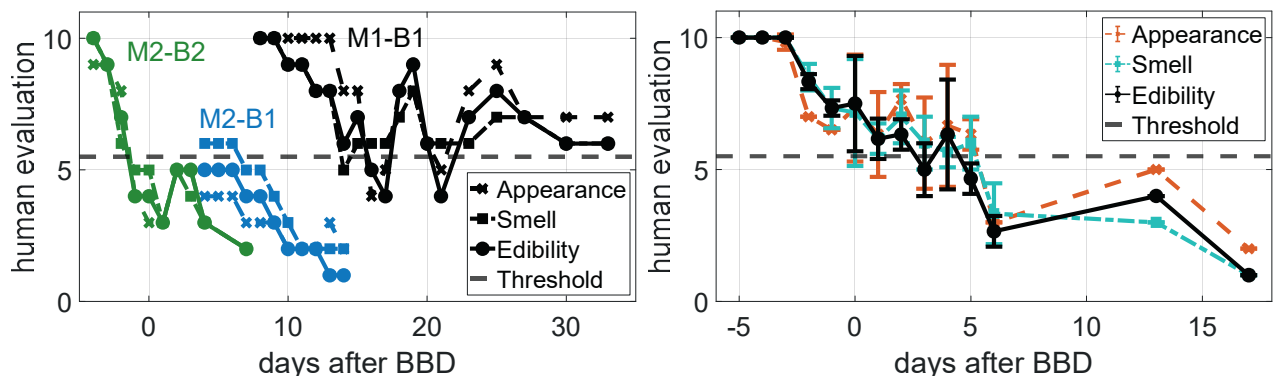 human evaluation
10
5
0
M2-B2
M2-B1
M1-B1
Appearance
Smell
Edibility
Threshold
0
10
20
30
days after BBD
human evaluation
10
5
0
Appearance
Smell
Edibility
Threshold
-5
0
5
10
15
days after BBD